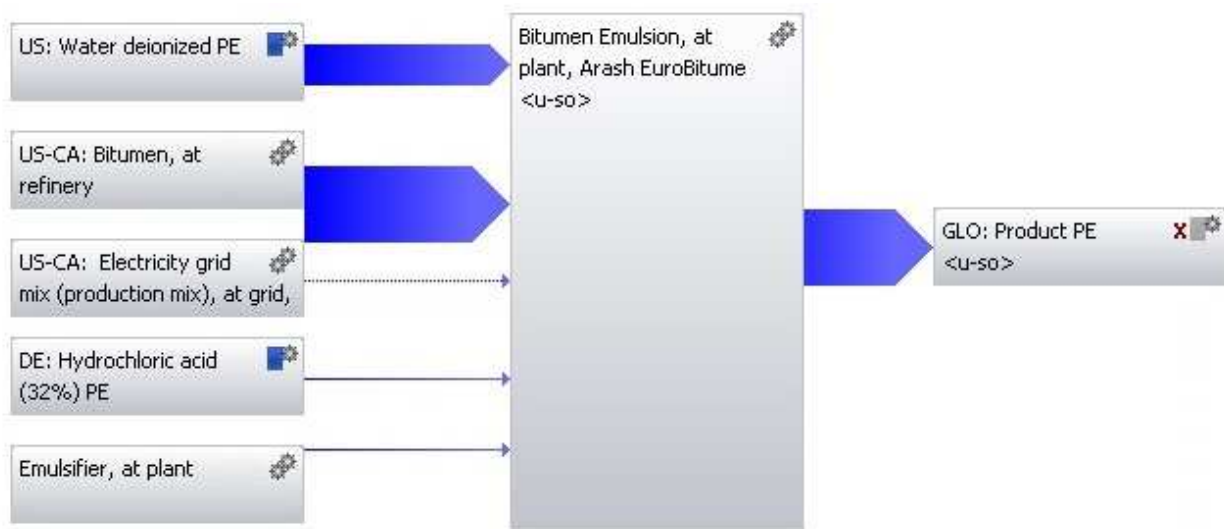 US: Water deionized PE
US-CA: Bitumen, at
refinery
US-CA:  Electricity grid
mix (production mix), at grid,
DE: Hydrochloric acid
(32%) PE
Emulsifier, at plant
Bitumen Emulsion, at
plant, Arash EuroBitume
<u-so>
GLO: Product PE
<u-so>
X